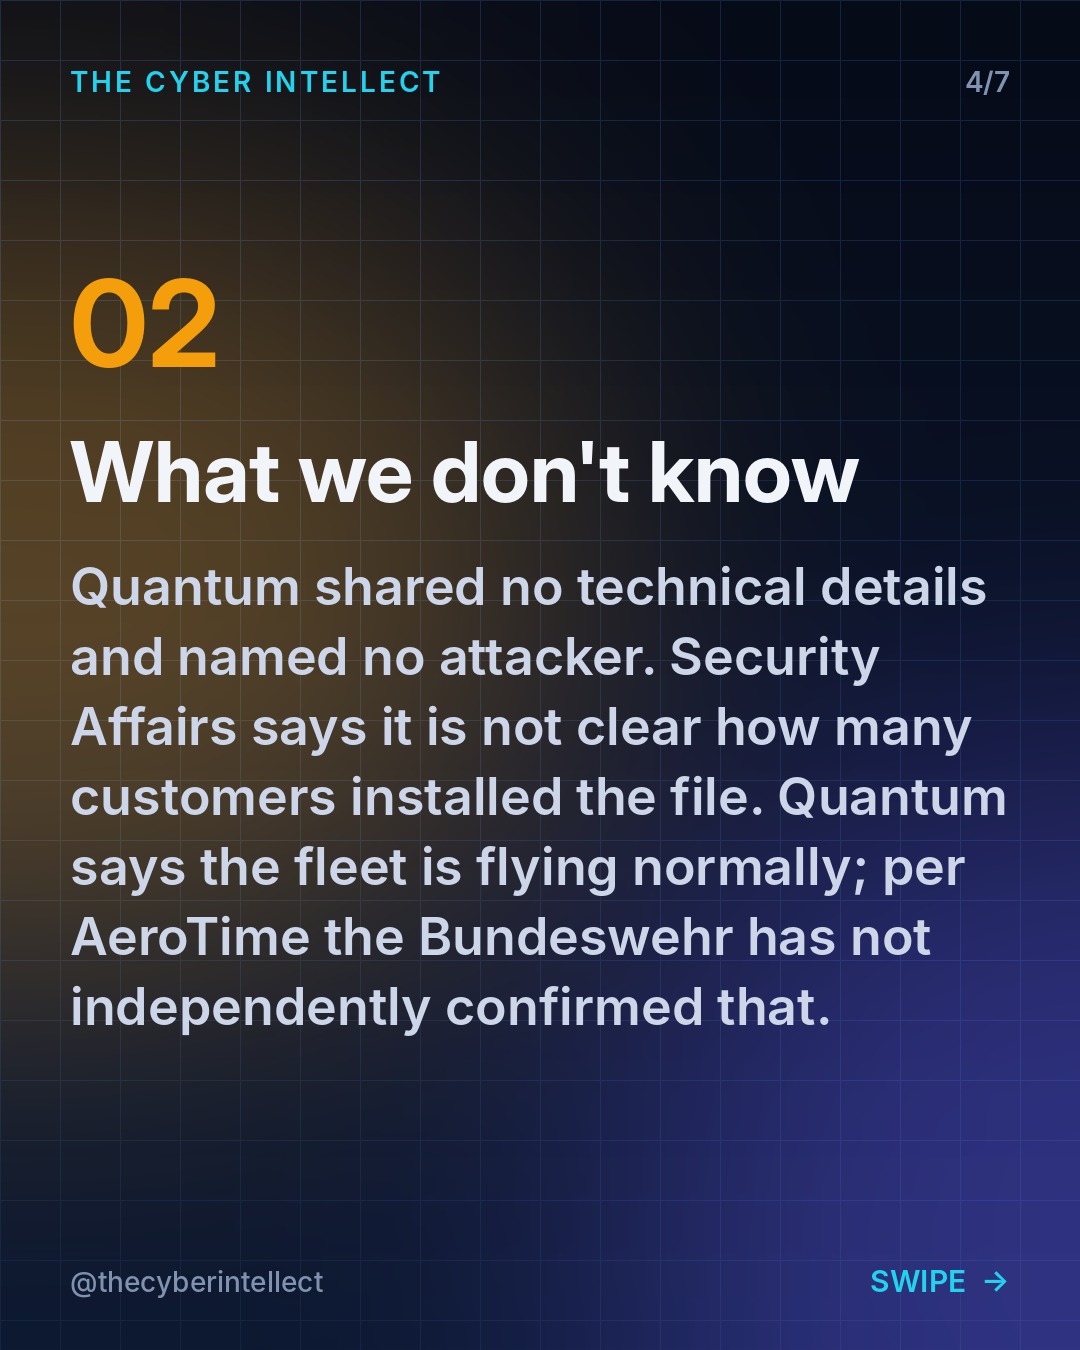 THE CYBER INTELLECT
4/7
02
What we don't know
Quantum shared no technical details
and named no attacker. Security
Affairs says it is not clear how many
customers installed the file. Quantum
says the fleet is flying normally; per
AeroTime the Bundeswehr has not
independently confirmed that.
@thecyberintellect
SWIPE →